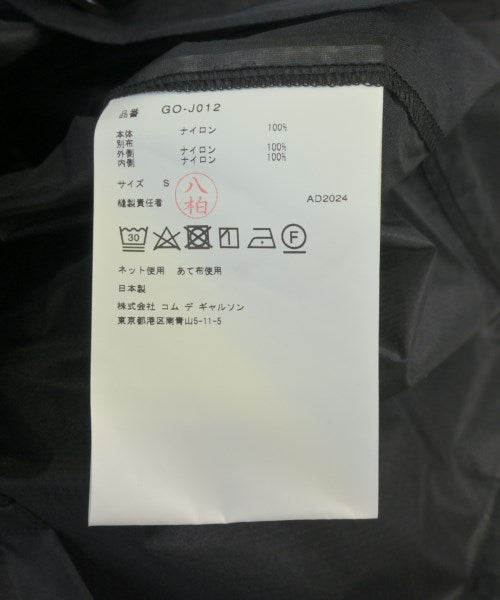 品番 GO-J012
本体 ナイロン 100%
別布
外側 ナイロン 100%
内側 ナイロン 100%
サイズ S
八柏
縫製責任者
AD2024
30 F
ネット使用 あて布使用
日本製
株式会社 コム デ ギャルソン
東京都港区南青山5-11-5